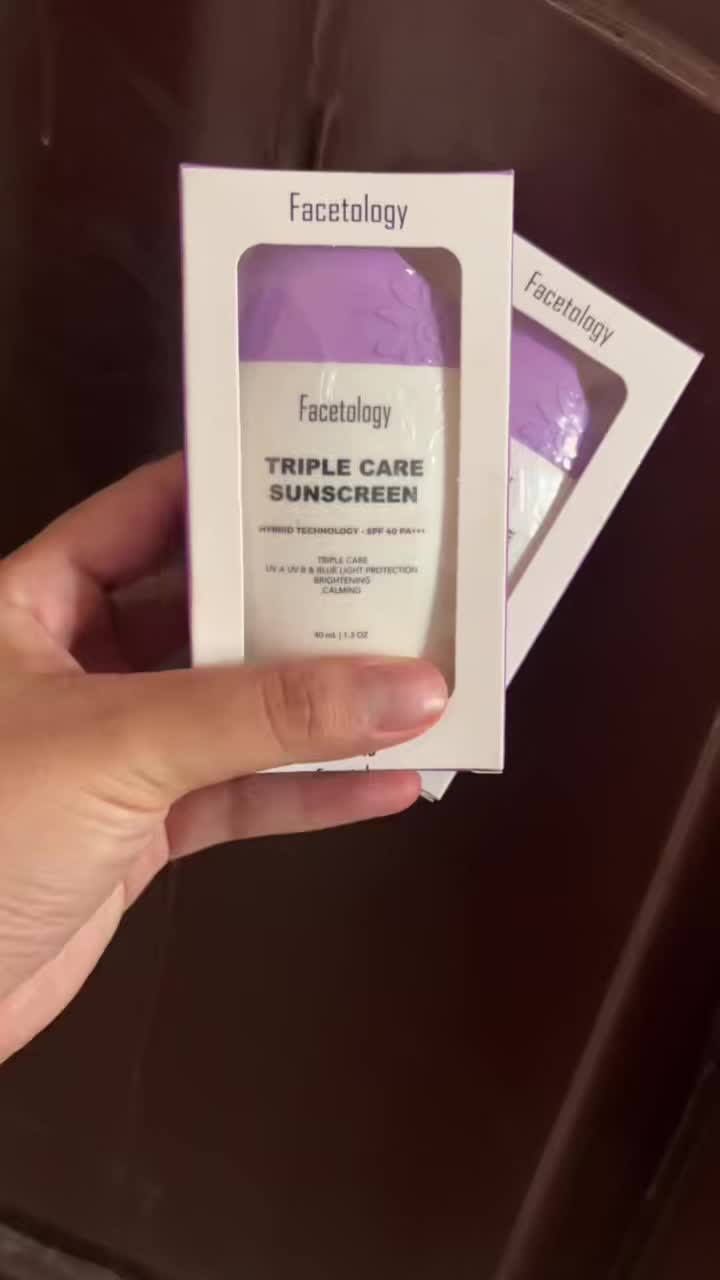 Facetology
Facetology
TRIPLE CARE
SUNSCREEN
HYBRID TECHNOLOGY - SPF 40 PA+++
TRIPLE CARE
UV A UV B & BLUE LIGHT PROTECTION
BRIGHTENING
CALMING
40 mL | 1.3 OZ
Facetology